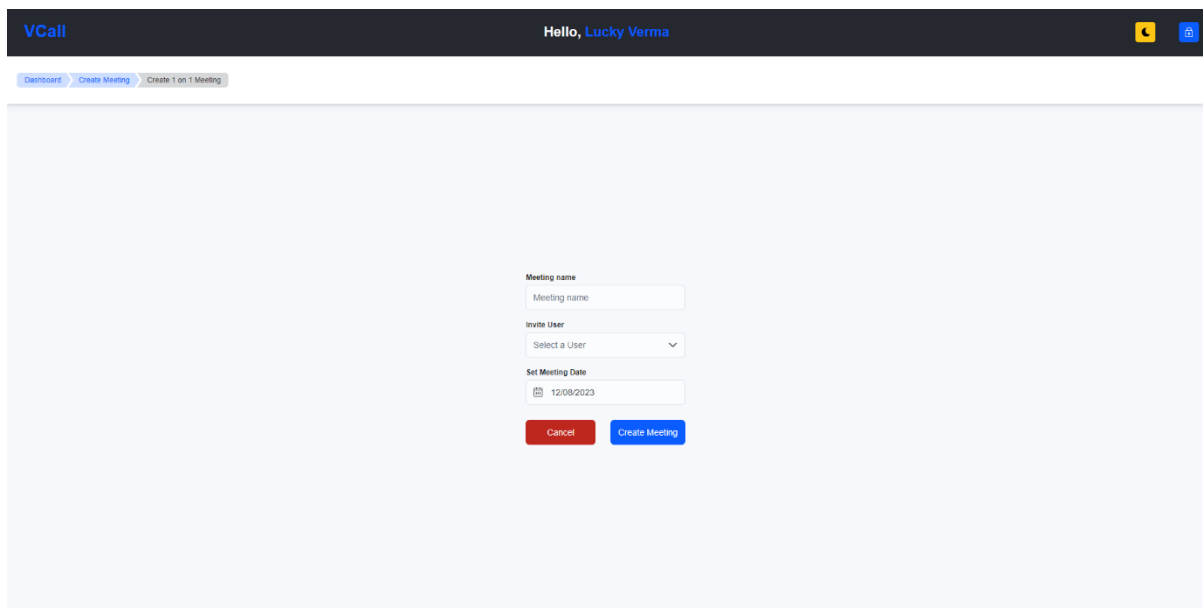 VCall
Hello, Lucky Verma
Dashboard Create Meeting Create 1 on 1 Meeting
Meeting name
Meeting name
Invite User
Select a User
Set Meeting Date
12/08/2023
Cancel Create Meeting